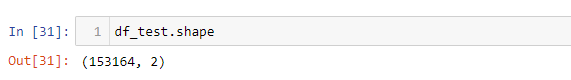 In [31]: 1 df_test.shape
Out[31]: (153164, 2)